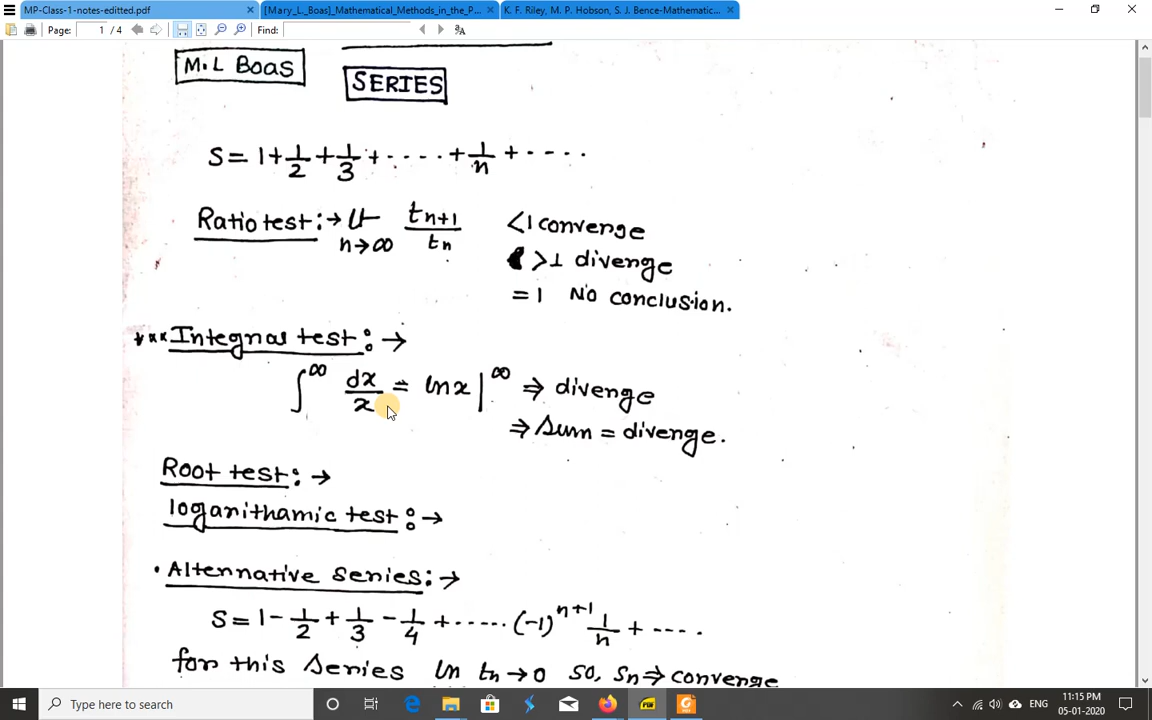 MP-Class-1-notes-editted.pdf × [Mary_L._Boas]_Mathematical_Methods_in_the_P... × K. F. Riley, M. P. Hobson, S. J. Bence-Mathematic... ×
Page: 1 / 4 Find:
M.L BOAS
SERIES
S = 1 + 1/2 + 1/3 + ..... + 1/n + ....
Ratio test :→ Lt n→∞ tn+1/tn <1 converge
>1 diverge
=1 No conclusion.
***Integral test :→
∫^∞ dx/x = ln x |^∞ ⇒ diverge
⇒ Sum = diverge.
Root test :→
logarithamic test :→
• Alternative series :→
S = 1 - 1/2 + 1/3 - 1/4 + ..... (-1)^n+1 1/n + ....
for this series ln tn → 0 so, Sn ⇒ converge
Type here to search
ENG
11:15 PM
05-01-2020